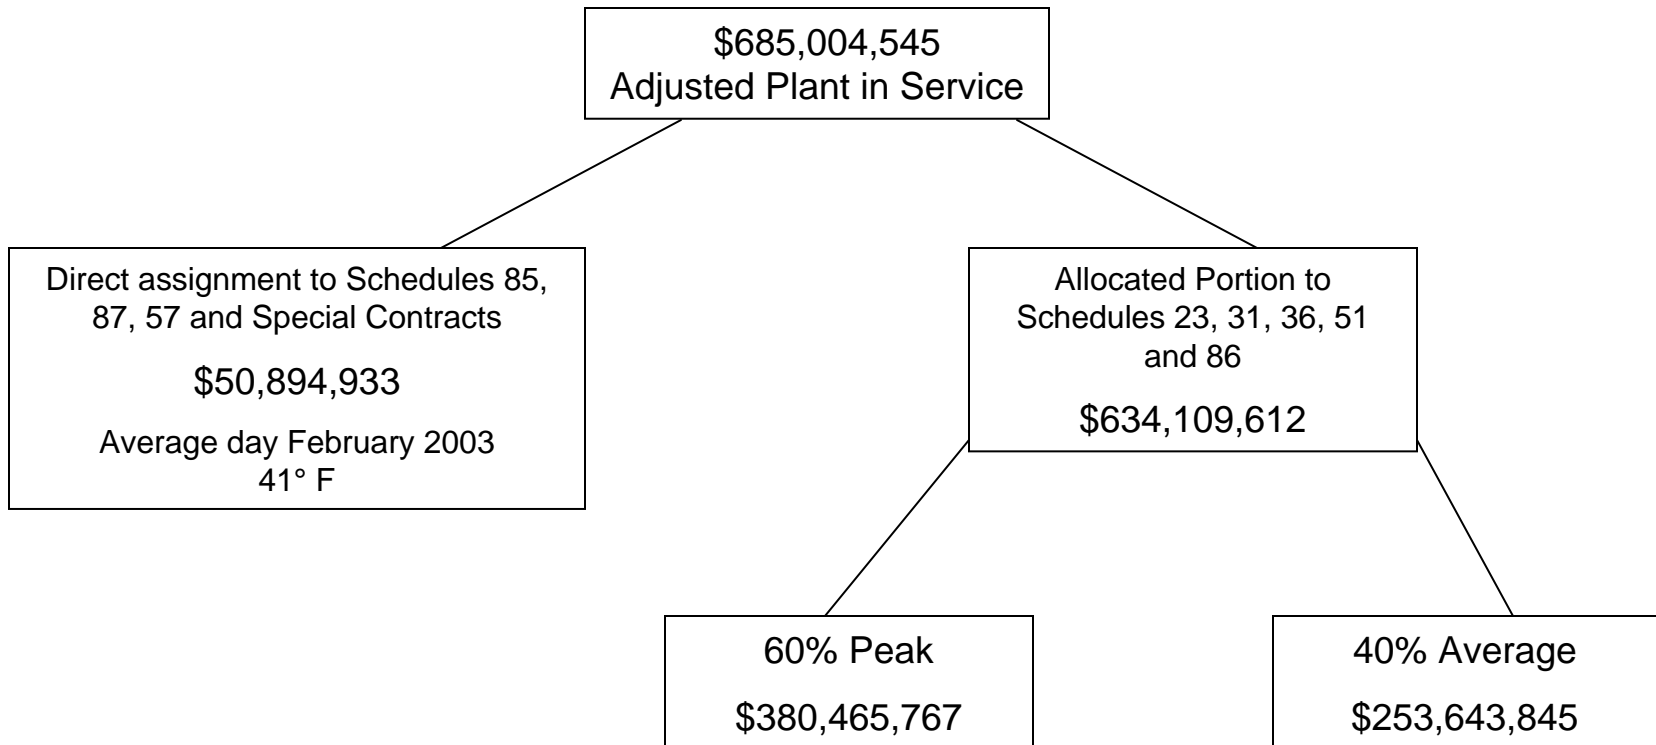 $685,004,545
Adjusted Plant in Service
Direct assignment to Schedules 85,
87, 57 and Special Contracts
$50,894,933
Average day February 2003
41° F
Allocated Portion to
Schedules 23, 31, 36, 51
and 86
$634,109,612
60% Peak
$380,465,767
40% Average
$253,643,845